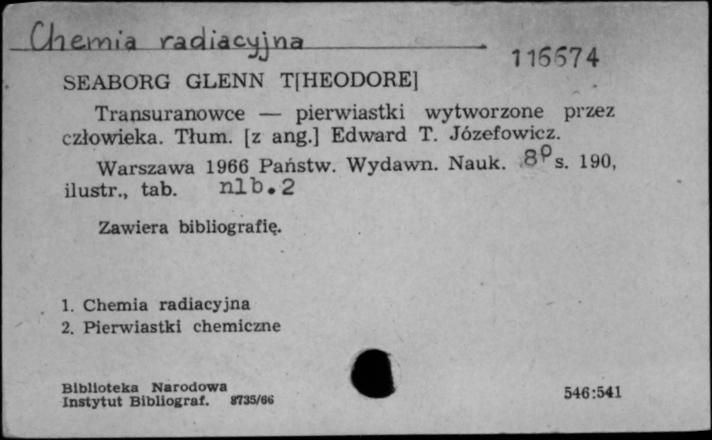 Chemia radiacyjna
116674
SEABORG GLENN T[HEODORE]
Transuranowce — pierwiastki wytworzone przez
człowieka. Tłum. [z ang.] Edward T. Józefowicz.
Warszawa 1966 Państw. Wydawn. Nauk. 8º s. 190,
ilustr., tab. nlb. 2
Zawiera bibliografię.
1. Chemia radiacyjna
2. Pierwiastki chemiczne
Biblioteka Narodowa
Instytut Bibliograf. 8735/66
546:541